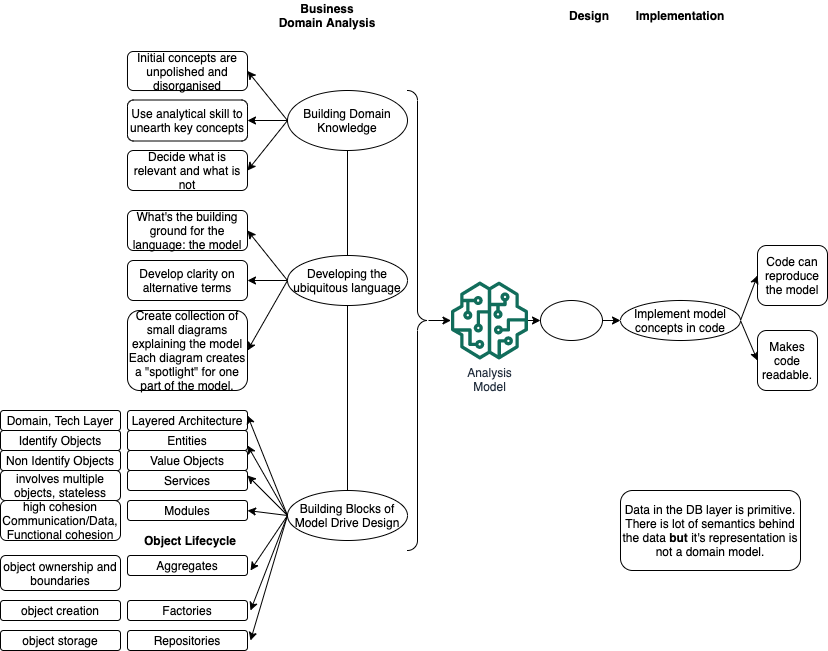 Business
Domain Analysis
Design
Implementation
Initial concepts are
unpolished and
disorganised
Use analytical skill to
unearth key concepts
Decide what is
relevant and what is
not
Building Domain
Knowledge
What's the building
ground for the
language: the model
Develop clarity on
alternative terms
Create collection of
small diagrams
explaining the model
Each diagram creates
a "spotlight" for one
part of the model.
Developing the
ubiquitous language
Analysis
Model
Implement model
concepts in code
Code can
reproduce
the model
Makes
code
readable.
Domain, Tech Layer
Layered Architecture
Identify Objects
Entities
Non Identify Objects
Value Objects
involves multiple
objects, stateless
Services
high cohesion
Communication/Data,
Functional cohesion
Modules
Building Blocks of
Model Drive Design
Object Lifecycle
object ownership and
boundaries
Aggregates
object creation
Factories
object storage
Repositories
Data in the DB layer is primitive.
There is lot of semantics behind
the data but it's representation is
not a domain model.